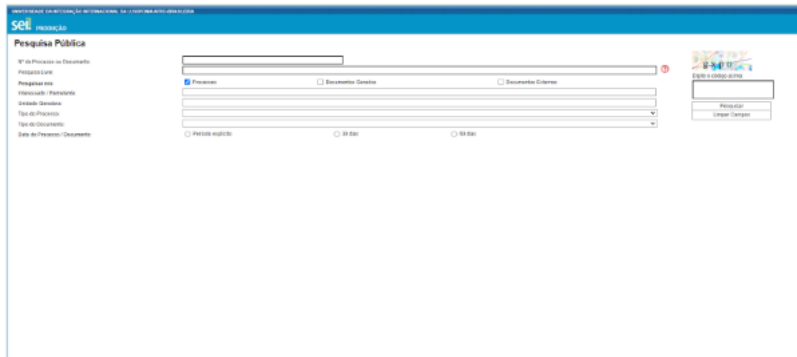 UNIVERSIDADE DA INTEGRAÇÃO INTERNACIONAL DA LUSOFONIA AFRO-BRASILEIRA
sei! PRODUÇÃO
Pesquisa Pública
Nº do Processo ou Documento:
Pesquisa Livre:
Pesquisar em: Processos Documentos Gerados Documentos Externos
Interessado / Remetente:
Unidade Geradora:
Tipo do Processo:
Tipo do Documento:
Data do Processo / Documento: Período explícito 30 dias 60 dias
Digite o código acima:
Pesquisar
Limpar Campos